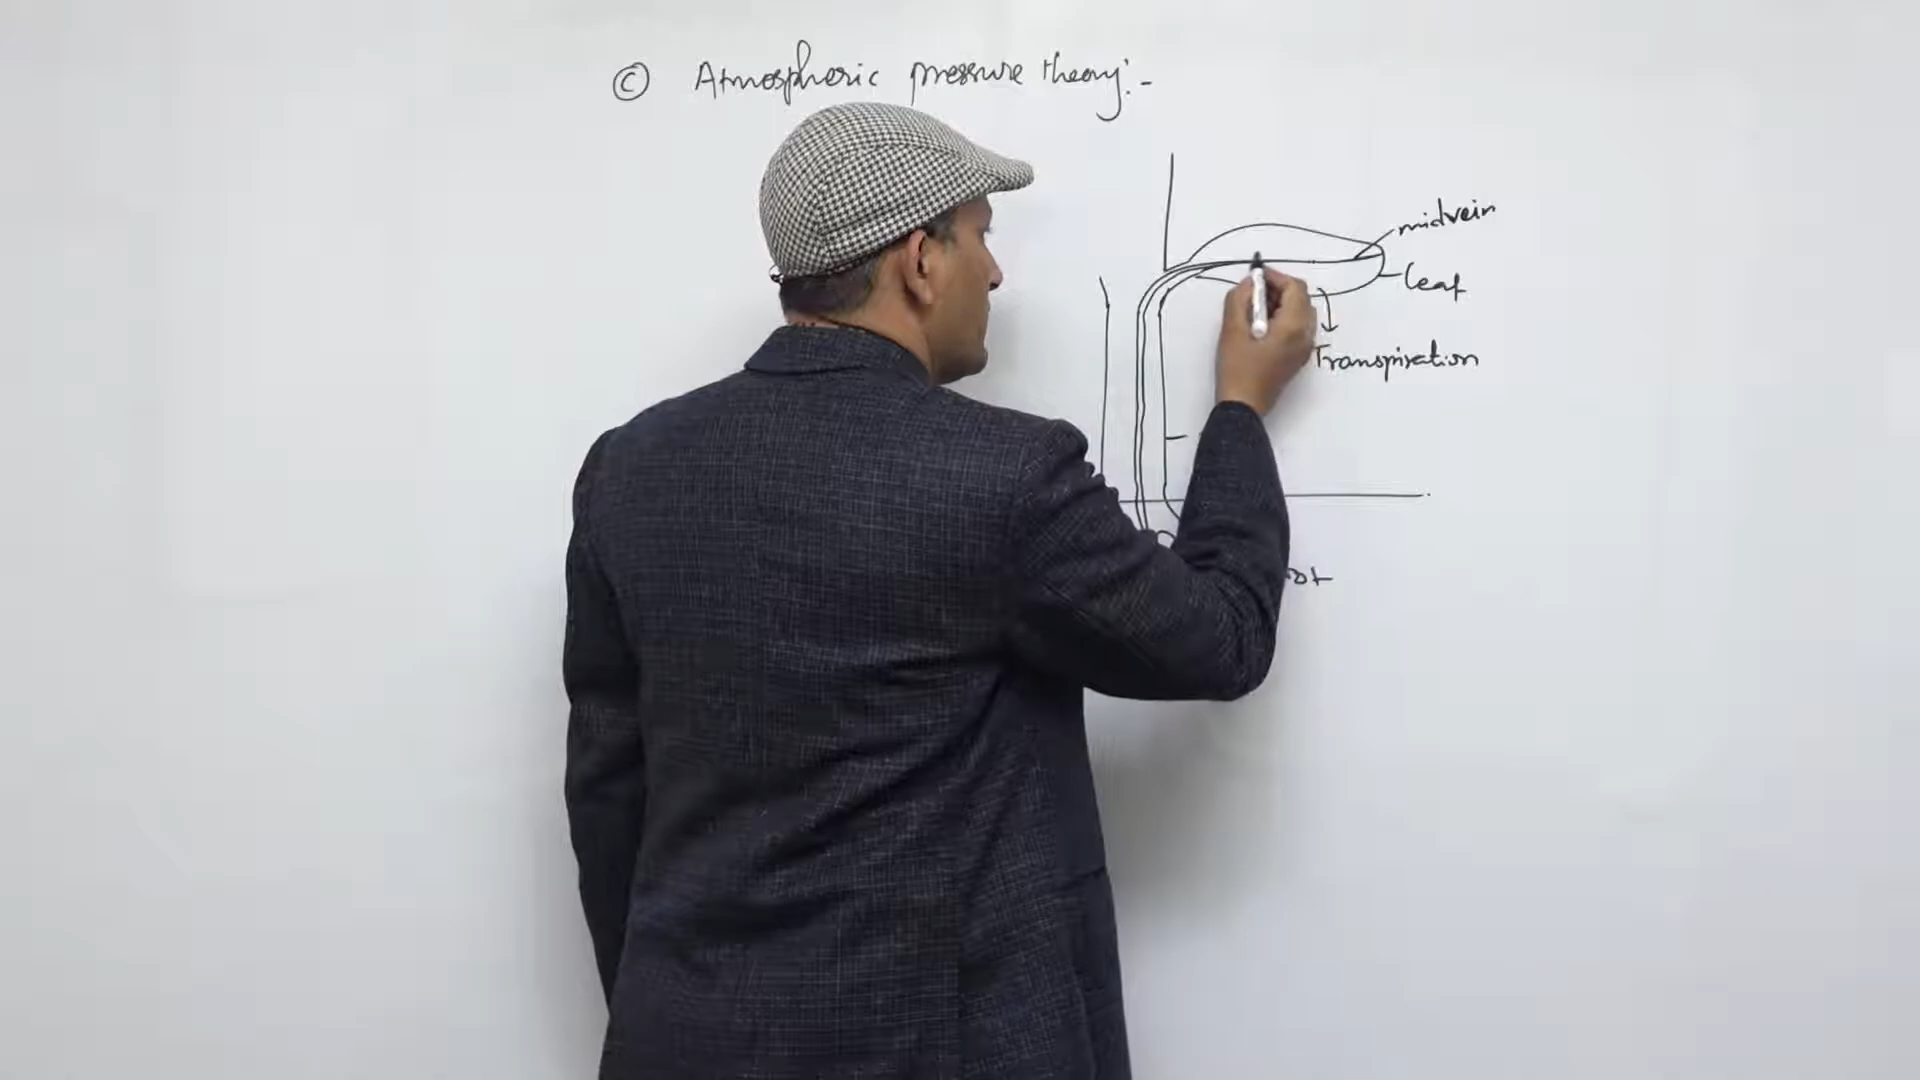 © Atmospheric pressure theory:-
midvein
leaf
Transpiration